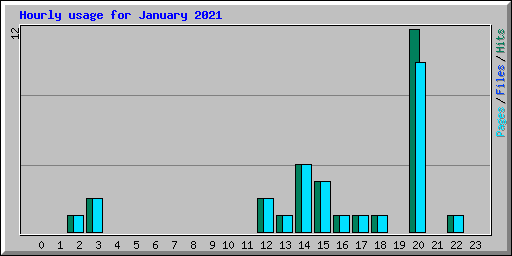 Hourly usage for January 2021
12
Pages/Files/Hits
0 1 2 3 4 5 6 7 8 9 10 11 12 13 14 15 16 17 18 19 20 21 22 23